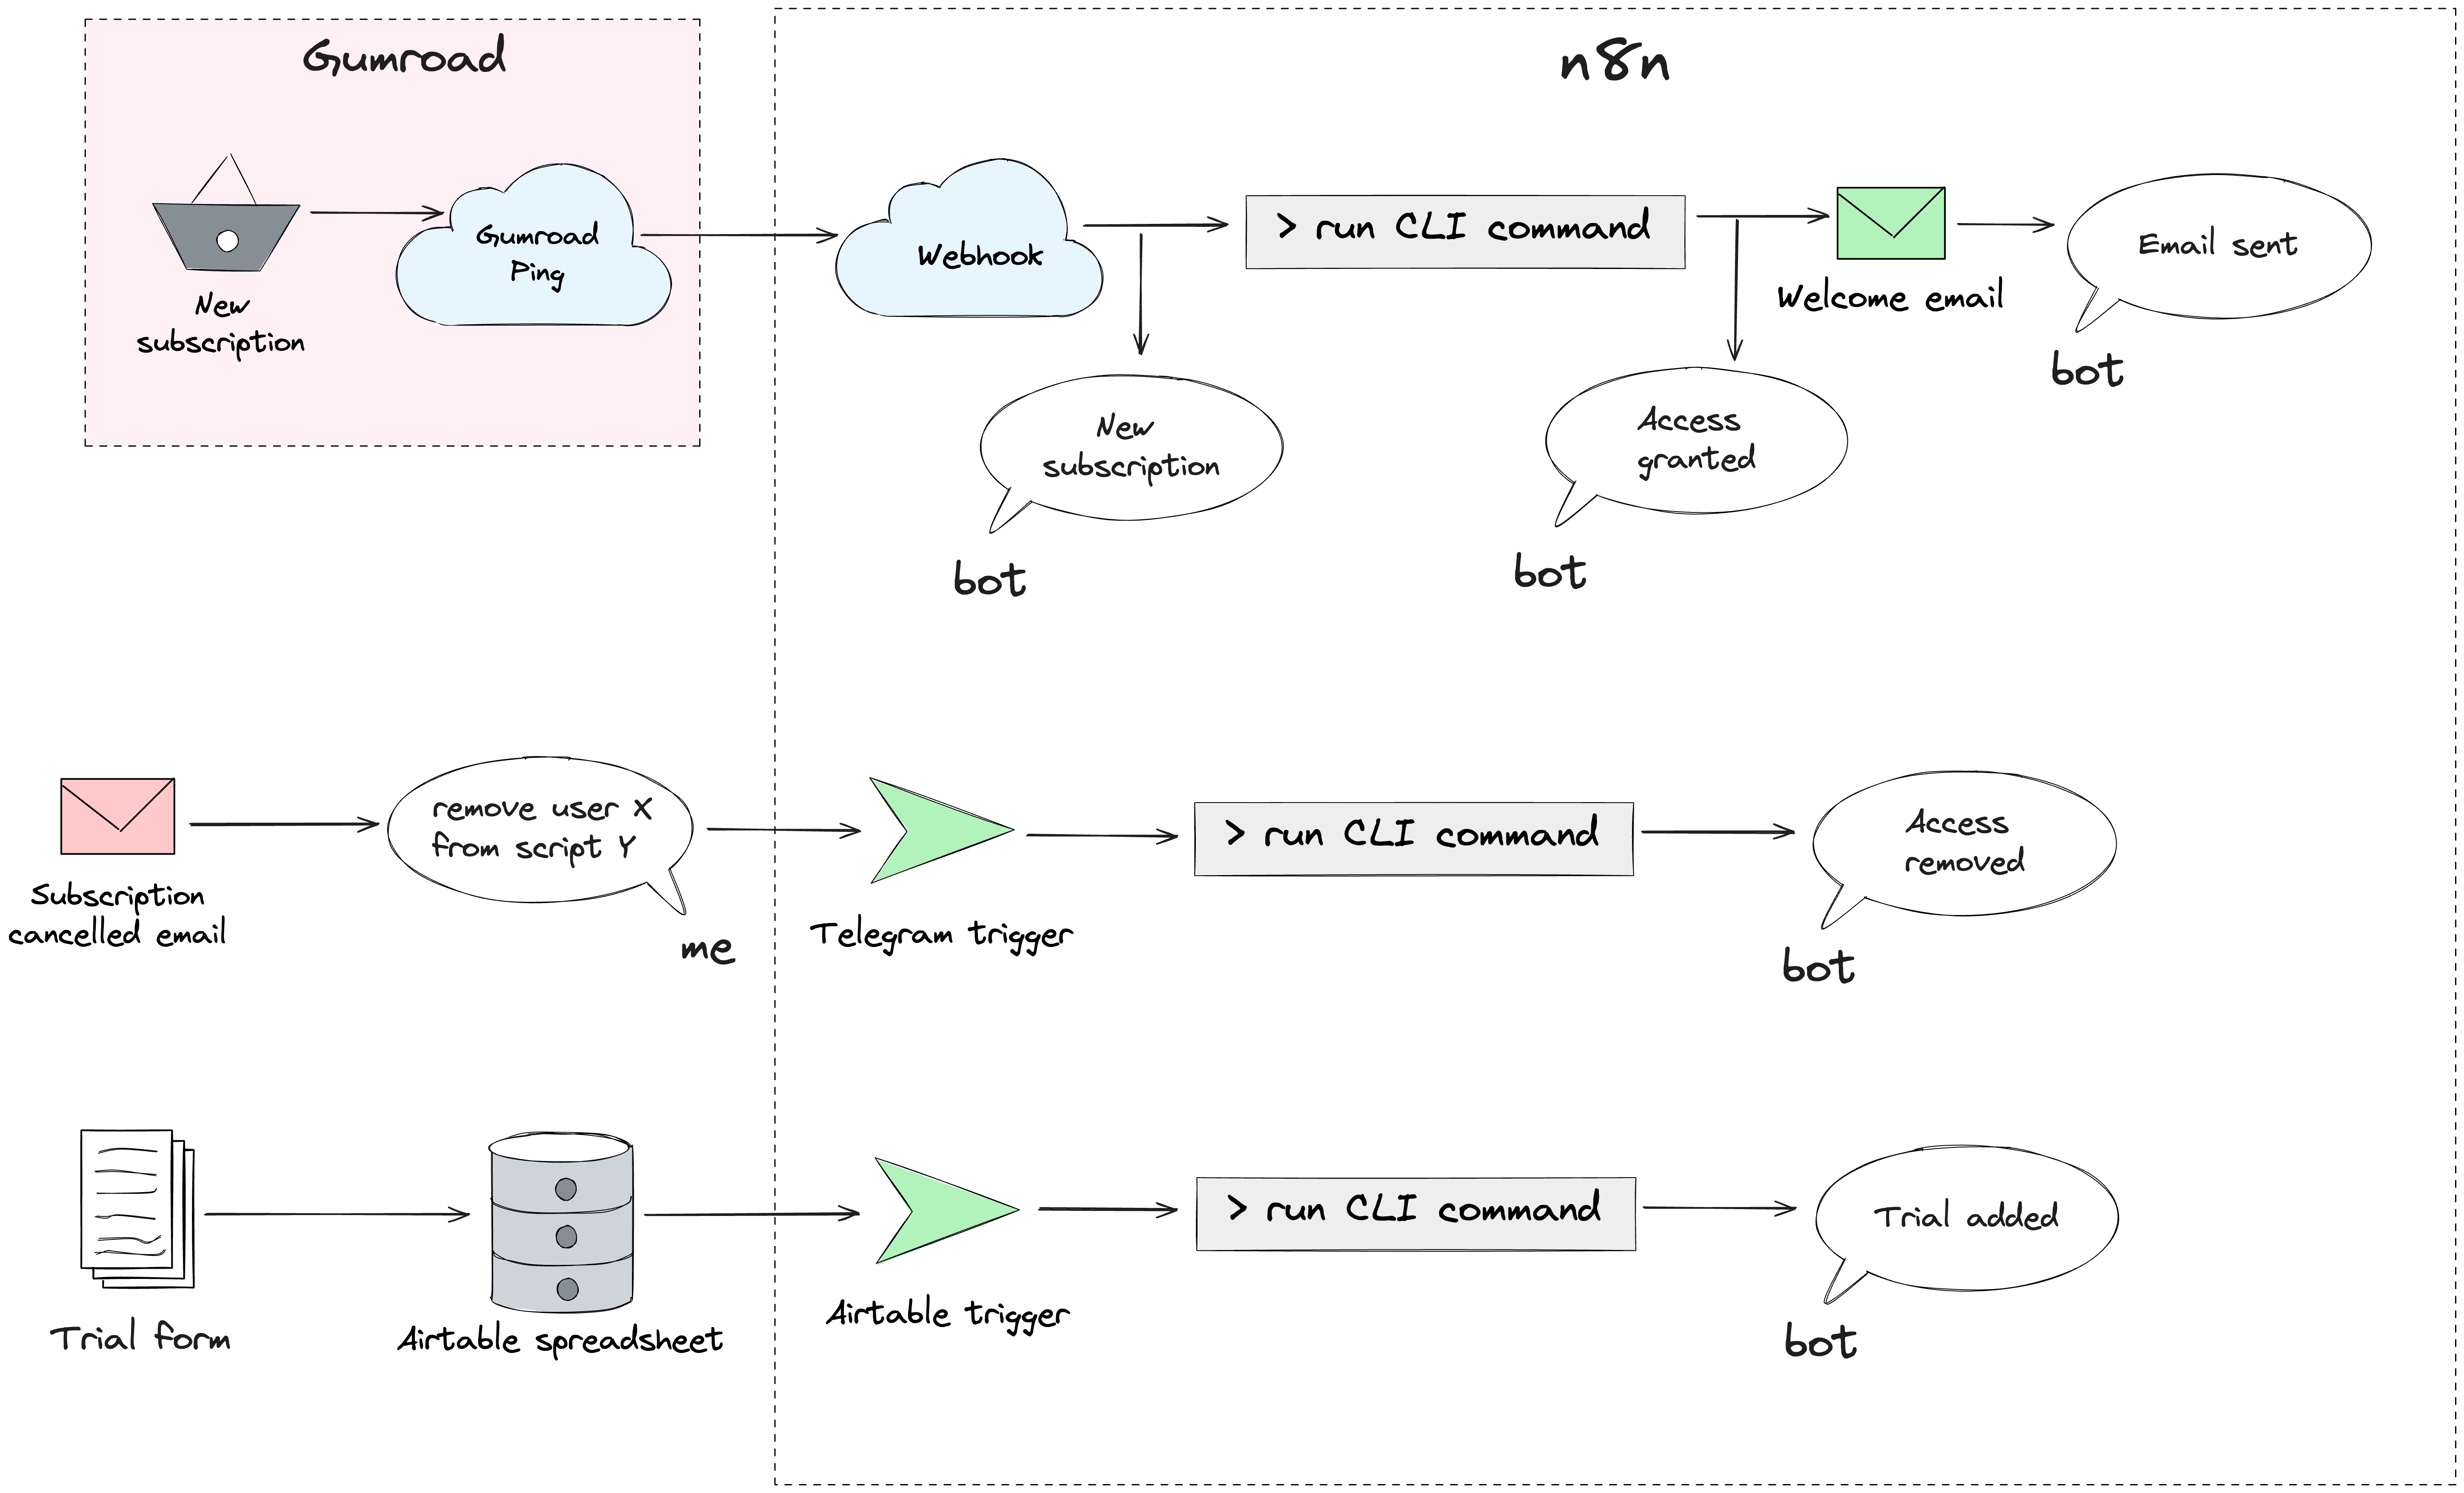 Gumroad
n8n
New
subscription
Gumroad
Ping
Webhook
> run CLI command
Welcome email
Email sent
bot
New
subscription
bot
Access
granted
bot
Subscription
cancelled email
remove user X
from script Y
me
Telegram trigger
> run CLI command
Access
removed
bot
Trial form
Airtable spreadsheet
Airtable trigger
> run CLI command
Trial added
bot